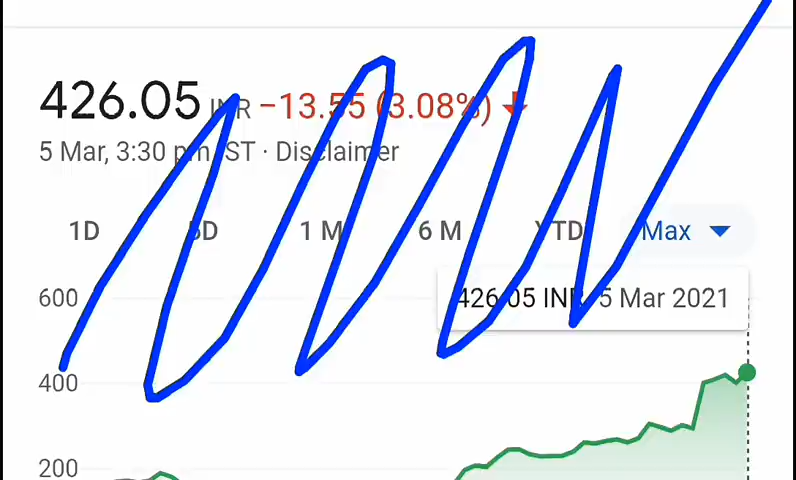 426.05 INR −13.55 (3.08%) ↓
5 Mar, 3:30 pm IST · Disclaimer
1D 5D 1 M 6 M YTD Max
426.05 INR 5 Mar 2021
600
400
200